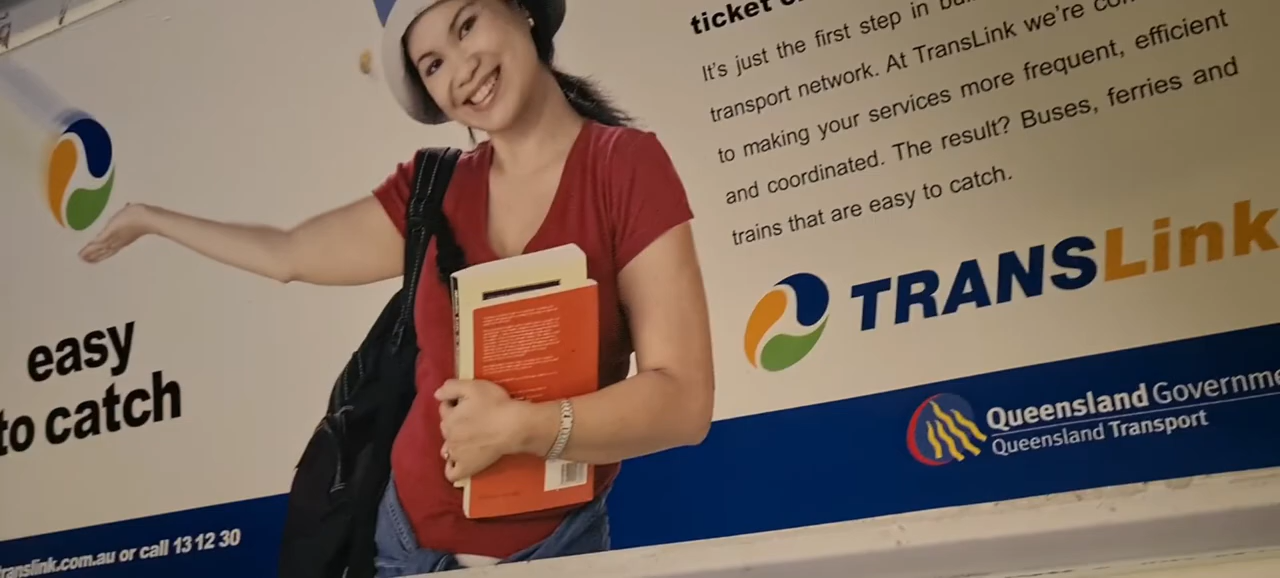 easy
to catch
translink.com.au or call 13 12 30
ticket
It's just the first step in
transport network. At TransLink we're
to making your services more frequent, efficient
and coordinated. The result? Buses, ferries and
trains that are easy to catch.
TRANSLink
Queensland Government
Queensland Transport